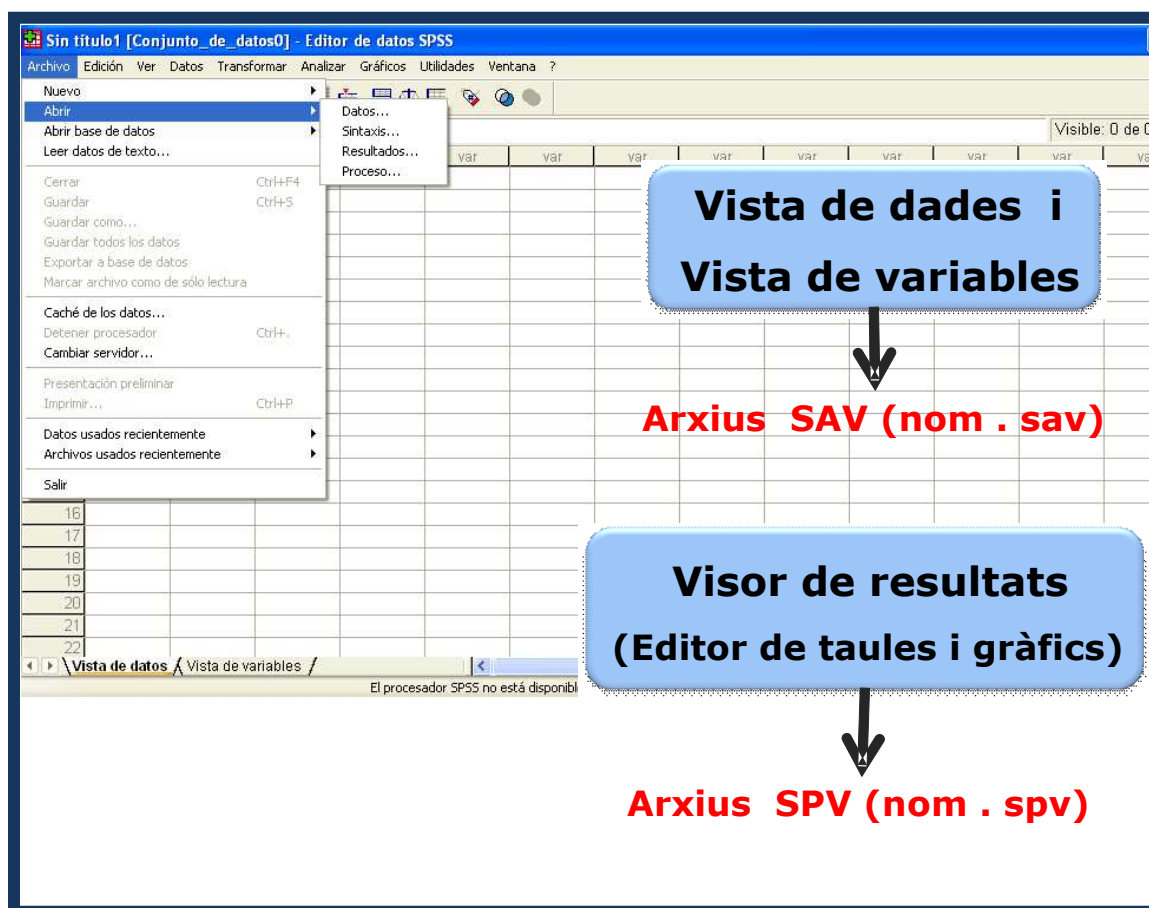 Sin título1 [Conjunto_de_datos0] - Editor de datos SPSS
Archivo Edición Ver Datos Transformar Analizar Gráficos Utilidades Ventana ?
Nuevo
Abrir
Abrir base de datos
Leer datos de texto...
Cerrar Ctrl+F4
Guardar Ctrl+S
Guardar como...
Guardar todos los datos
Exportar a base de datos
Marcar archivo como de sólo lectura
Caché de los datos...
Detener procesador Ctrl+.
Cambiar servidor...
Presentación preliminar
Imprimir... Ctrl+P
Datos usados recientemente
Archivos usados recientemente
Salir
Datos...
Sintaxis...
Resultados...
Proceso...
Visible: 0 de 0
var var var var var var var var
16
17
18
19
20
21
22
Vista de datos Vista de variables
El procesador SPSS no está
Vista de dades i
Vista de variables
Arxius SAV (nom . sav)
Visor de resultats
(Editor de taules i gràfics)
Arxius SPV (nom . spv)